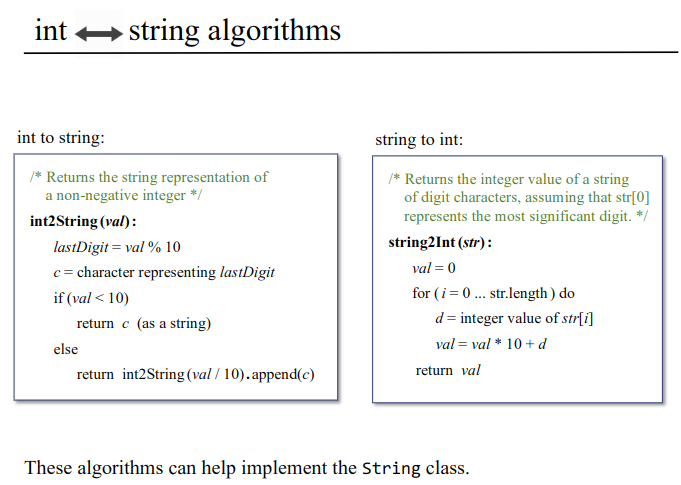 int ⟷ string algorithms
int to string:
/* Returns the string representation of
a non-negative integer */
int2String (val):
lastDigit = val % 10
c = character representing lastDigit
if (val < 10)
return c (as a string)
else
return int2String (val / 10).append(c)
string to int:
/* Returns the integer value of a string
of digit characters, assuming that str[0]
represents the most significant digit. */
string2Int (str):
val = 0
for ( i = 0 ... str.length ) do
d = integer value of str[i]
val = val * 10 + d
return val
These algorithms can help implement the String class.